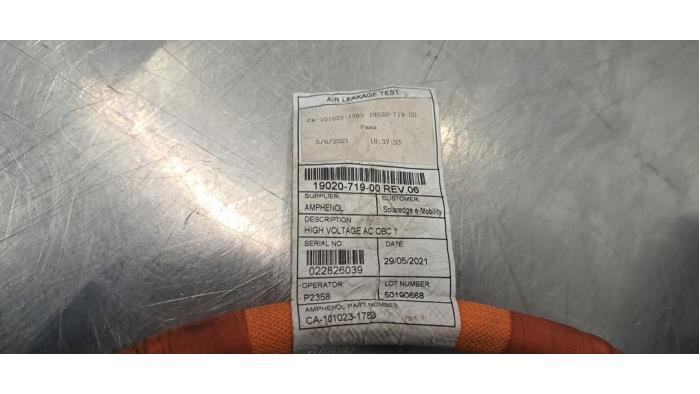 AIR LEAKAGE TEST
CA-101023-1783 19020-719-00
Pass
5/6/2021 18:37:33
19020-719-00 REV.06
SUPPLIER: CUSTOMER:
AMPHENOL Solaredge e-Mobility
DESCRIPTION:
HIGH VOLTAGE AC OBC 1
SERIAL NO: DATE:
022826039 29/05/2021
OPERATOR: LOT NUMBER:
P2358 50190668
AMPHENOL PART NUMBER:
CA-101023-1783